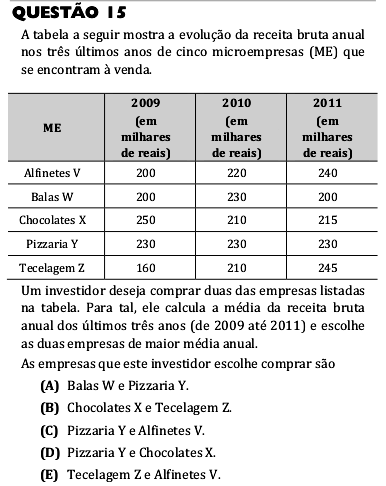 QUESTÃO 15
A tabela a seguir mostra a evolução da receita bruta anual
nos três últimos anos de cinco microempresas (ME) que
se encontram à venda.
ME 2009 (em milhares de reais) 2010 (em milhares de reais) 2011 (em milhares de reais)
Alfinetes V 200 220 240
Balas W 200 230 200
Chocolates X 250 210 215
Pizzaria Y 230 230 230
Tecelagem Z 160 210 245
Um investidor deseja comprar duas das empresas listadas
na tabela. Para tal, ele calcula a média da receita bruta
anual dos últimos três anos (de 2009 até 2011) e escolhe
as duas empresas de maior média anual.
As empresas que este investidor escolhe comprar são
(A) Balas W e Pizzaria Y.
(B) Chocolates X e Tecelagem Z.
(C) Pizzaria Y e Alfinetes V.
(D) Pizzaria Y e Chocolates X.
(E) Tecelagem Z e Alfinetes V.